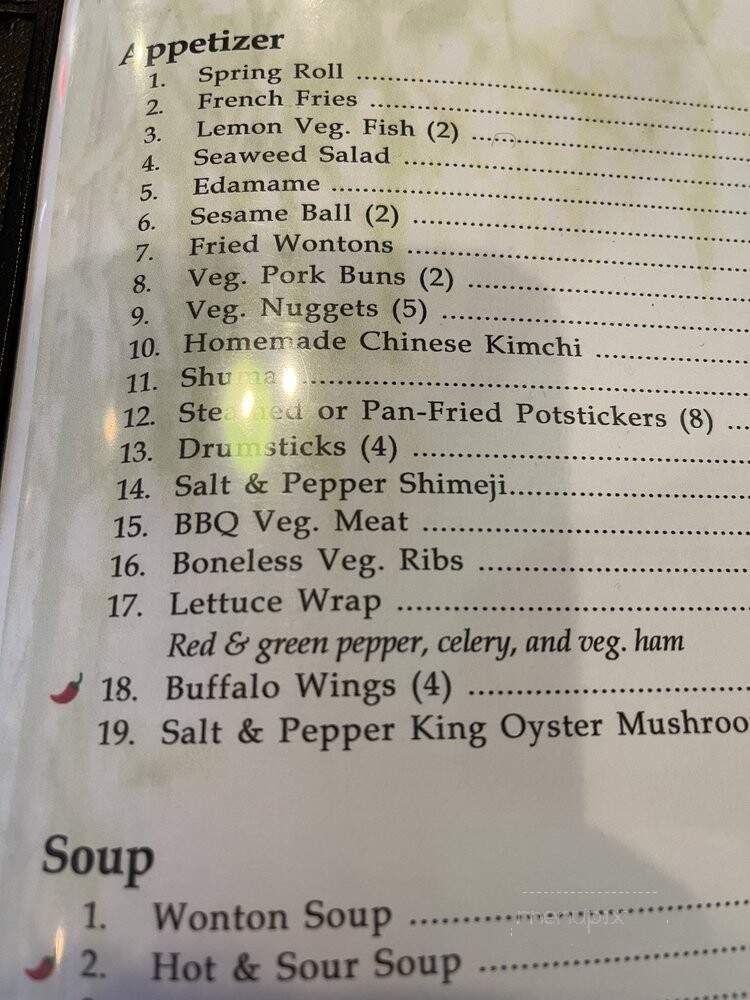 Appetizer
1. Spring Roll
2. French Fries
3. Lemon Veg. Fish (2)
4. Seaweed Salad
5. Edamame
6. Sesame Ball (2)
7. Fried Wontons
8. Veg. Pork Buns (2)
9. Veg. Nuggets (5)
10. Homemade Chinese Kimchi
11. Shuma
12. Steamed or Pan-Fried Potstickers (8)
13. Drumsticks (4)
14. Salt & Pepper Shimeji
15. BBQ Veg. Meat
16. Boneless Veg. Ribs
17. Lettuce Wrap
Red & green pepper, celery, and veg. ham
18. Buffalo Wings (4)
19. Salt & Pepper King Oyster Mushroo
Soup
1. Wonton Soup
menupix
2. Hot & Sour Soup